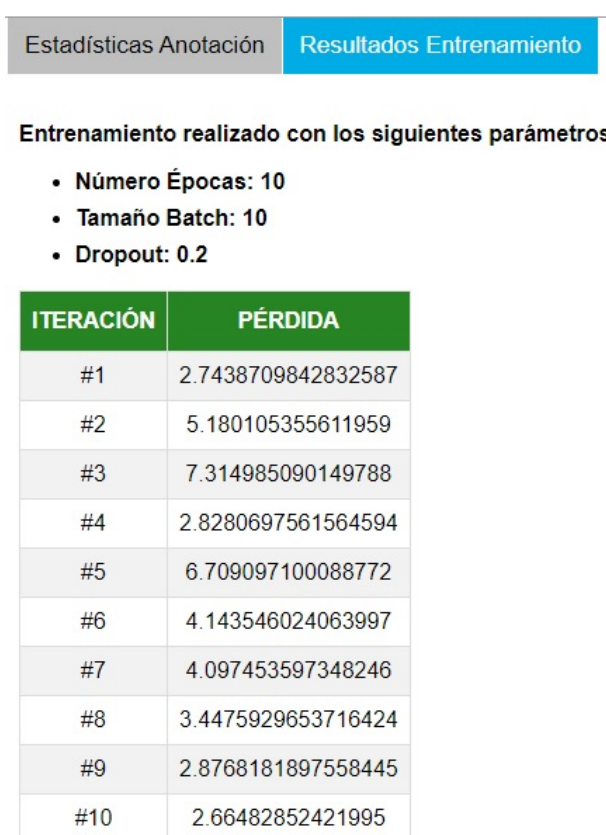 Estadísticas Anotación Resultados Entrenamiento
Entrenamiento realizado con los siguientes parámetros
• Número Épocas: 10
• Tamaño Batch: 10
• Dropout: 0.2
ITERACIÓN PÉRDIDA
#1 2.7438709842832587
#2 5.180105355611959
#3 7.314985090149788
#4 2.8280697561564594
#5 6.709097100088772
#6 4.143546024063997
#7 4.097453597348246
#8 3.4475929653716424
#9 2.8768181897558445
#10 2.66482852421995